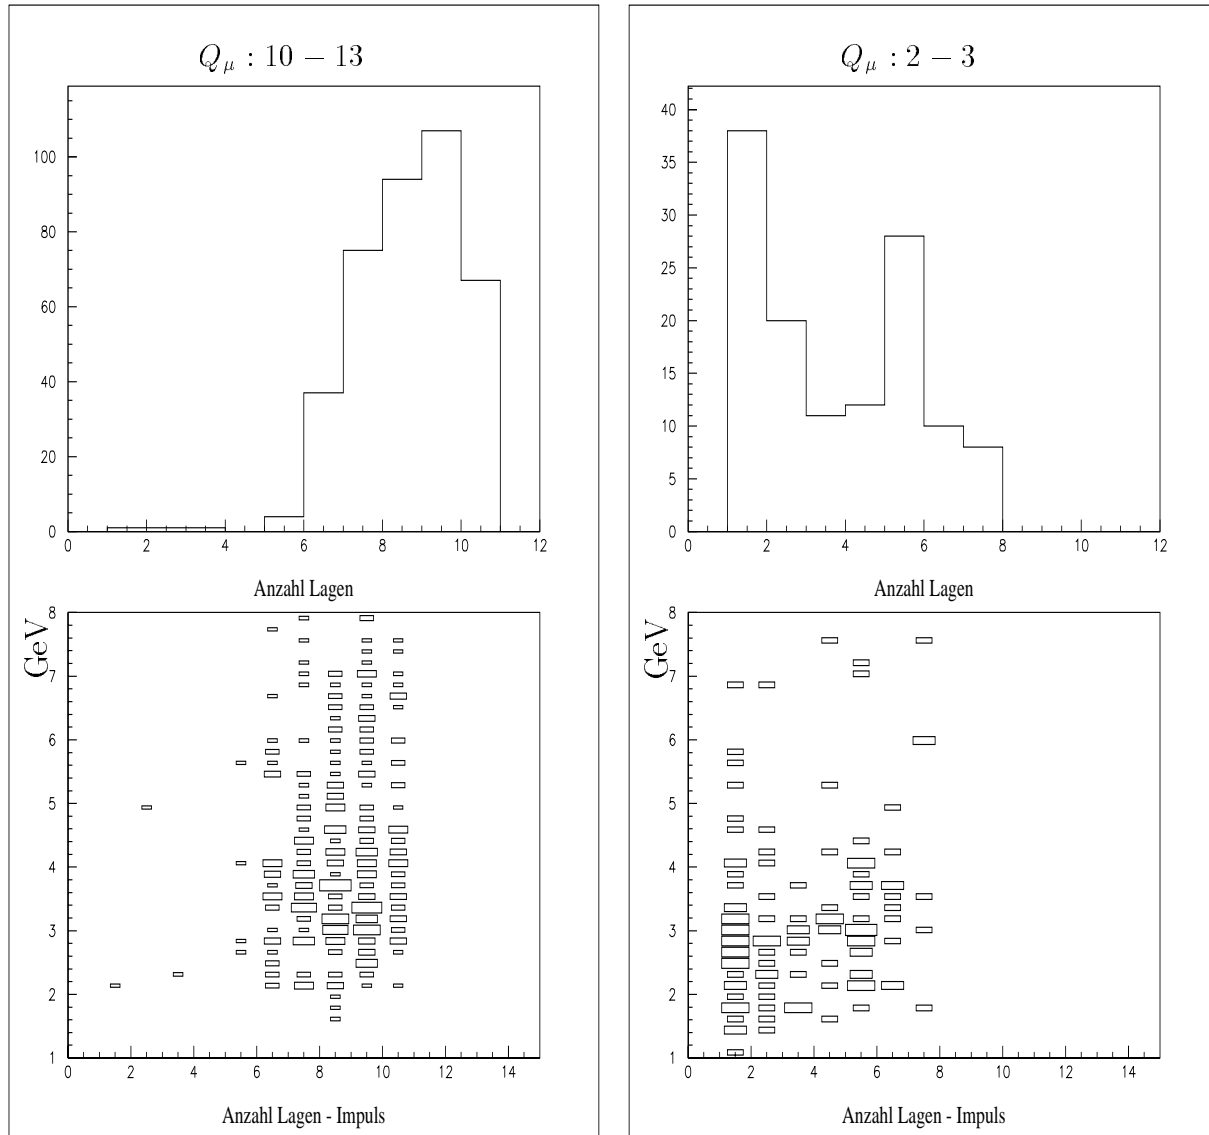 Q_μ : 10 − 13
100
80
60
40
20
0
0 2 4 6 8 10 12
Anzahl Lagen
GeV
8
7
6
5
4
3
2
1
0 2 4 6 8 10 12 14
Anzahl Lagen - Impuls
Q_μ : 2 − 3
40
35
30
25
20
15
10
5
0
0 2 4 6 8 10 12
Anzahl Lagen
GeV
8
7
6
5
4
3
2
1
0 2 4 6 8 10 12 14
Anzahl Lagen - Impuls